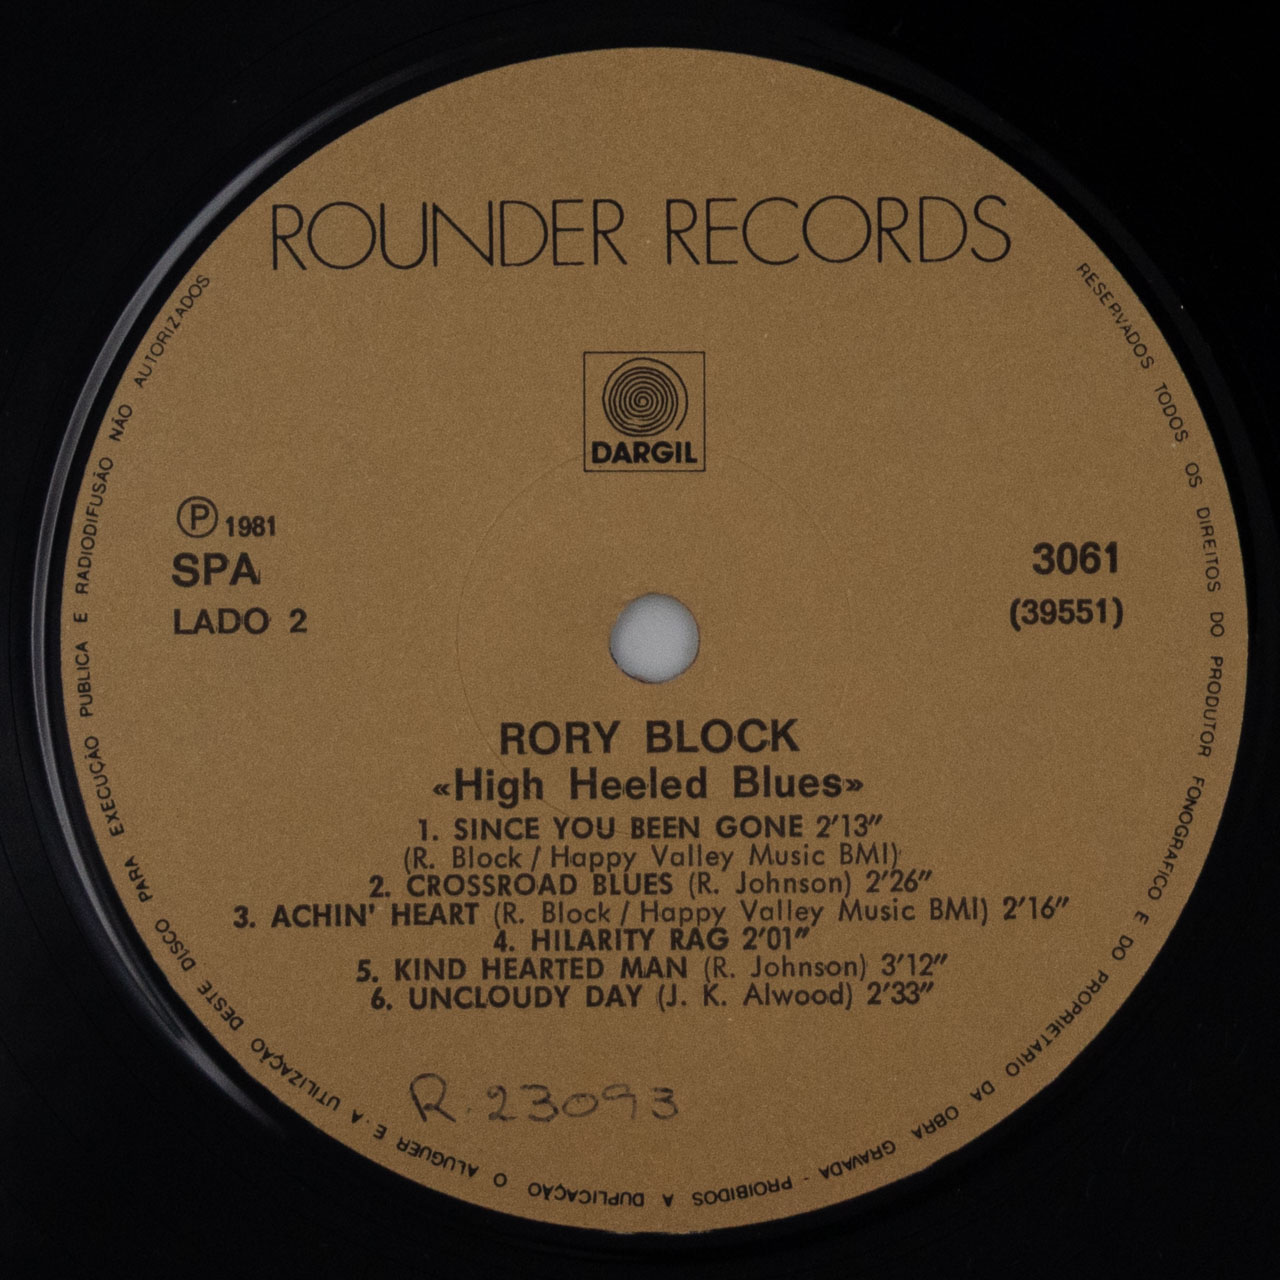 ROUNDER RECORDS
DARGIL
Ⓟ 1981
SPA
LADO 2
3061
(39551)
RORY BLOCK
«High Heeled Blues»
1. SINCE YOU BEEN GONE 2'13"
(R. Block / Happy Valley Music BMI)
2. CROSSROAD BLUES (R. Johnson) 2'26"
3. ACHIN' HEART (R. Block / Happy Valley Music BMI) 2'16"
4. HILARITY RAG 2'01"
5. KIND HEARTED MAN (R. Johnson) 3'12"
6. UNCLOUDY DAY (J. K. Alwood) 2'33"
R. 23093
RESERVADOS TODOS OS DIREITOS DO PRODUTOR FONOGRAFICO E DO PROPRIETARIO DA OBRA GRAVADA - PROIBIDOS A DUPLICAÇÃO O ALUGUER E A UTILIZAÇÃO DESTE DISCO PARA EXECUÇÃO PUBLICA E RADIODIFUSÃO NÃO AUTORIZADOS